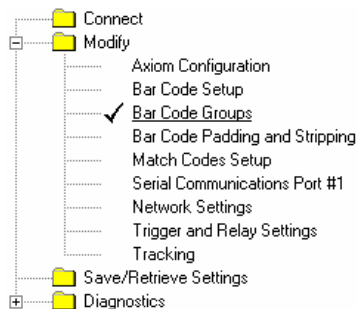 Connect
Modify
Axiom Configuration
Bar Code Setup
Bar Code Groups
Bar Code Padding and Stripping
Match Codes Setup
Serial Communications Port #1
Network Settings
Trigger and Relay Settings
Tracking
Save/Retrieve Settings
Diagnostics